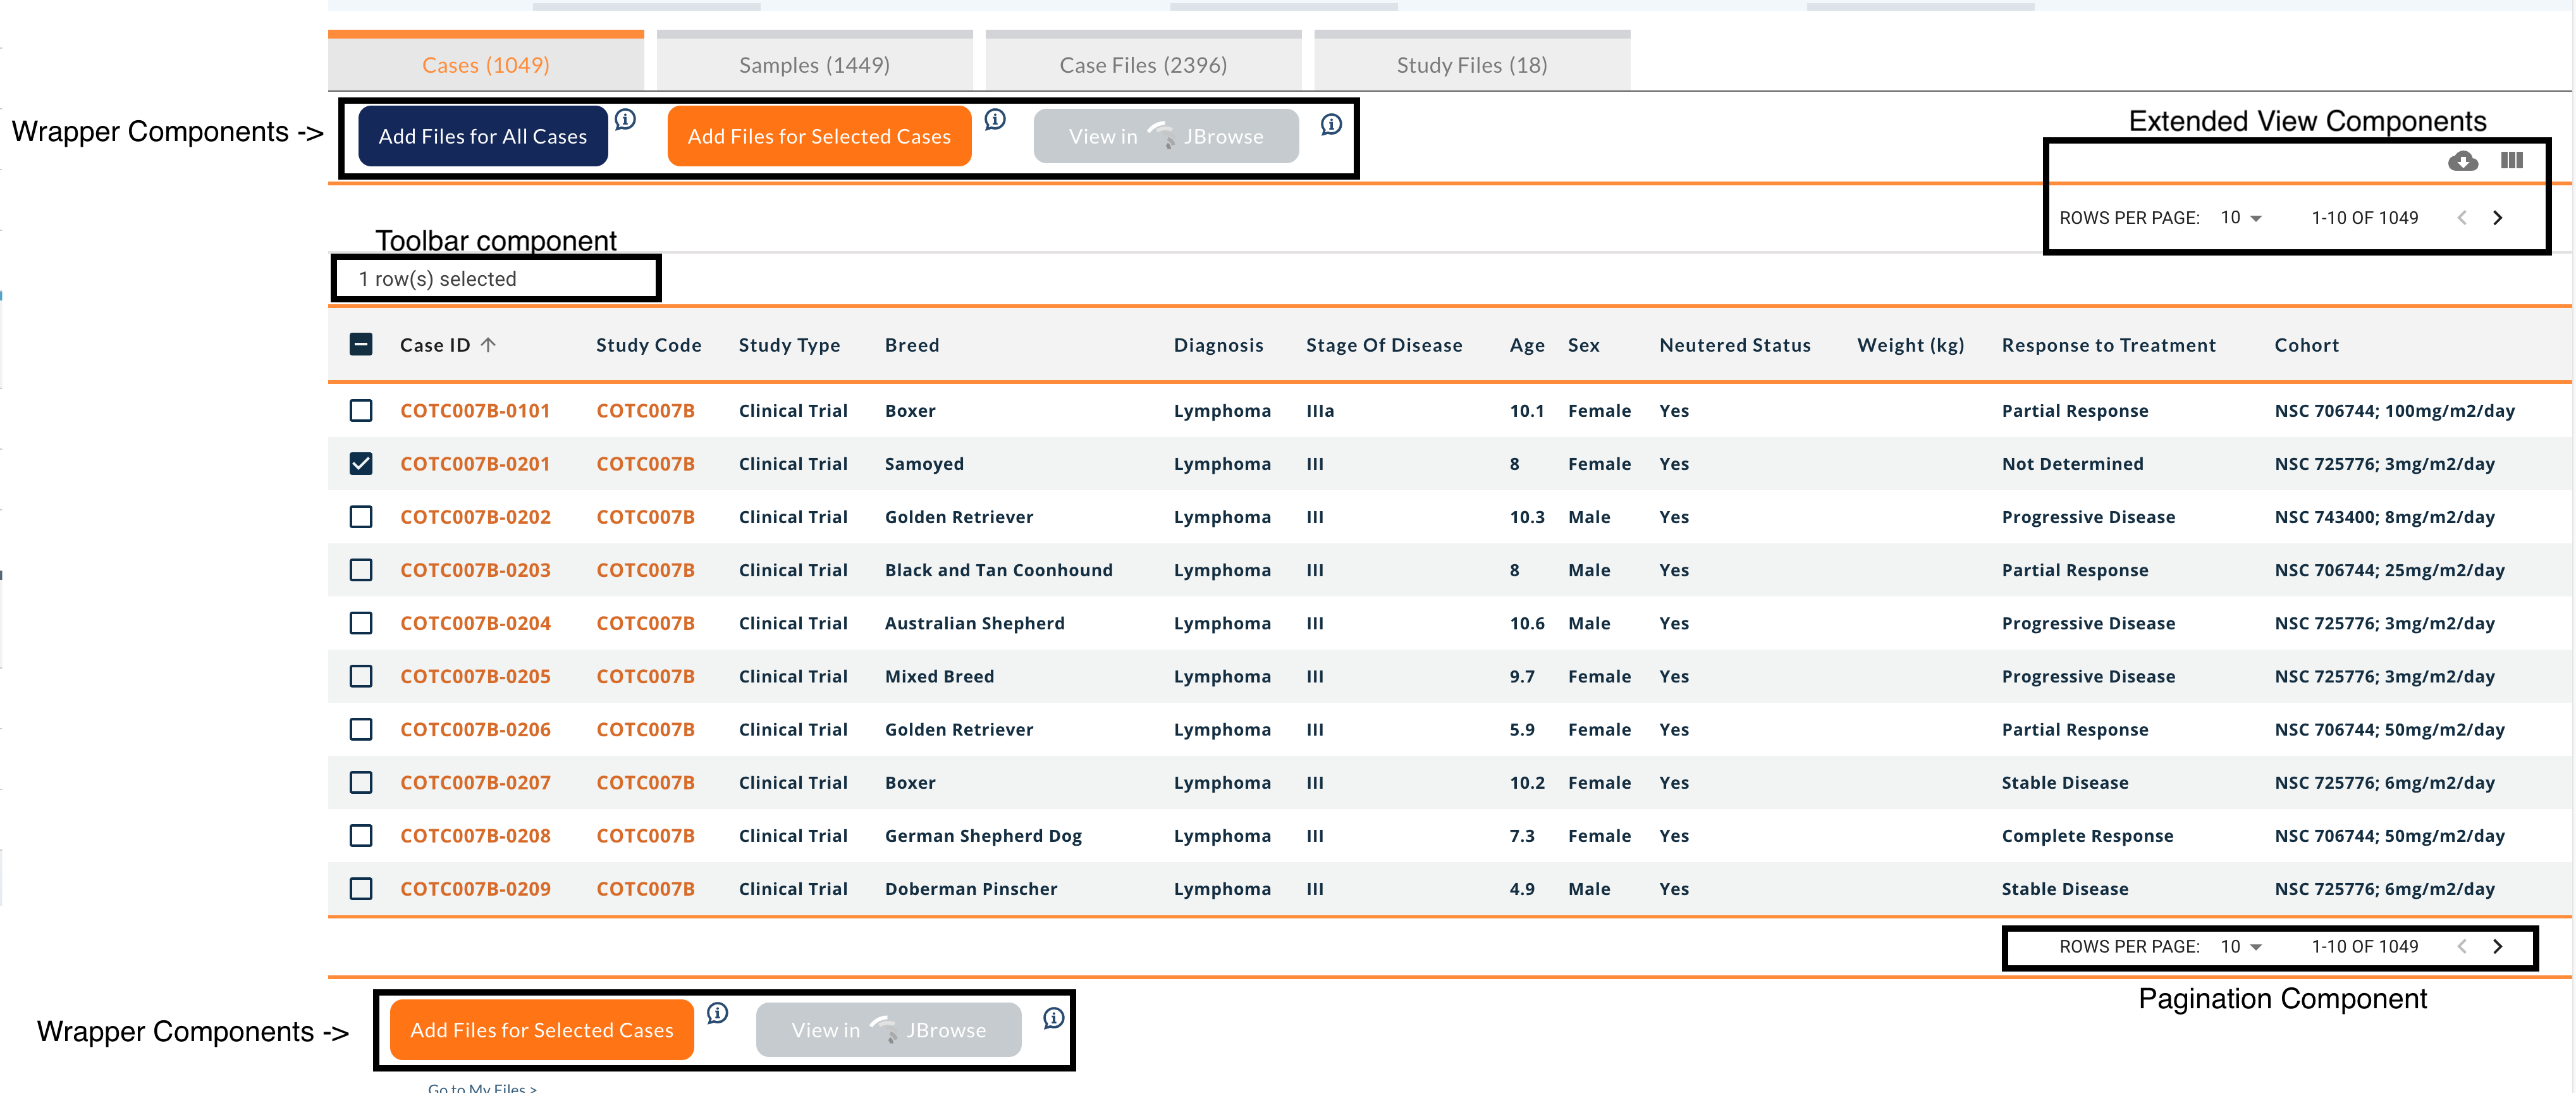 Cases (1049) Samples (1449) Case Files (2396) Study Files (18)
Wrapper Components -> Add Files for All Cases Add Files for Selected Cases View in JBrowse Extended View Components
ROWS PER PAGE: 10 1-10 OF 1049
Toolbar component
1 row(s) selected
Case ID Study Code Study Type Breed Diagnosis Stage Of Disease Age Sex Neutered Status Weight (kg) Response to Treatment Cohort
COTC007B-0101 COTC007B Clinical Trial Boxer Lymphoma IIIa 10.1 Female Yes Partial Response NSC 706744; 100mg/m2/day
COTC007B-0201 COTC007B Clinical Trial Samoyed Lymphoma III 8 Female Yes Not Determined NSC 725776; 3mg/m2/day
COTC007B-0202 COTC007B Clinical Trial Golden Retriever Lymphoma III 10.3 Male Yes Progressive Disease NSC 743400; 8mg/m2/day
COTC007B-0203 COTC007B Clinical Trial Black and Tan Coonhound Lymphoma III 8 Male Yes Partial Response NSC 706744; 25mg/m2/day
COTC007B-0204 COTC007B Clinical Trial Australian Shepherd Lymphoma III 10.6 Male Yes Progressive Disease NSC 725776; 3mg/m2/day
COTC007B-0205 COTC007B Clinical Trial Mixed Breed Lymphoma III 9.7 Female Yes Progressive Disease NSC 725776; 3mg/m2/day
COTC007B-0206 COTC007B Clinical Trial Golden Retriever Lymphoma III 5.9 Female Yes Partial Response NSC 706744; 50mg/m2/day
COTC007B-0207 COTC007B Clinical Trial Boxer Lymphoma III 10.2 Female Yes Stable Disease NSC 725776; 6mg/m2/day
COTC007B-0208 COTC007B Clinical Trial German Shepherd Dog Lymphoma III 7.3 Female Yes Complete Response NSC 706744; 50mg/m2/day
COTC007B-0209 COTC007B Clinical Trial Doberman Pinscher Lymphoma III 4.9 Male Yes Stable Disease NSC 725776; 6mg/m2/day
ROWS PER PAGE: 10 1-10 OF 1049
Pagination Component
Wrapper Components -> Add Files for Selected Cases View in JBrowse
Go to My Files >